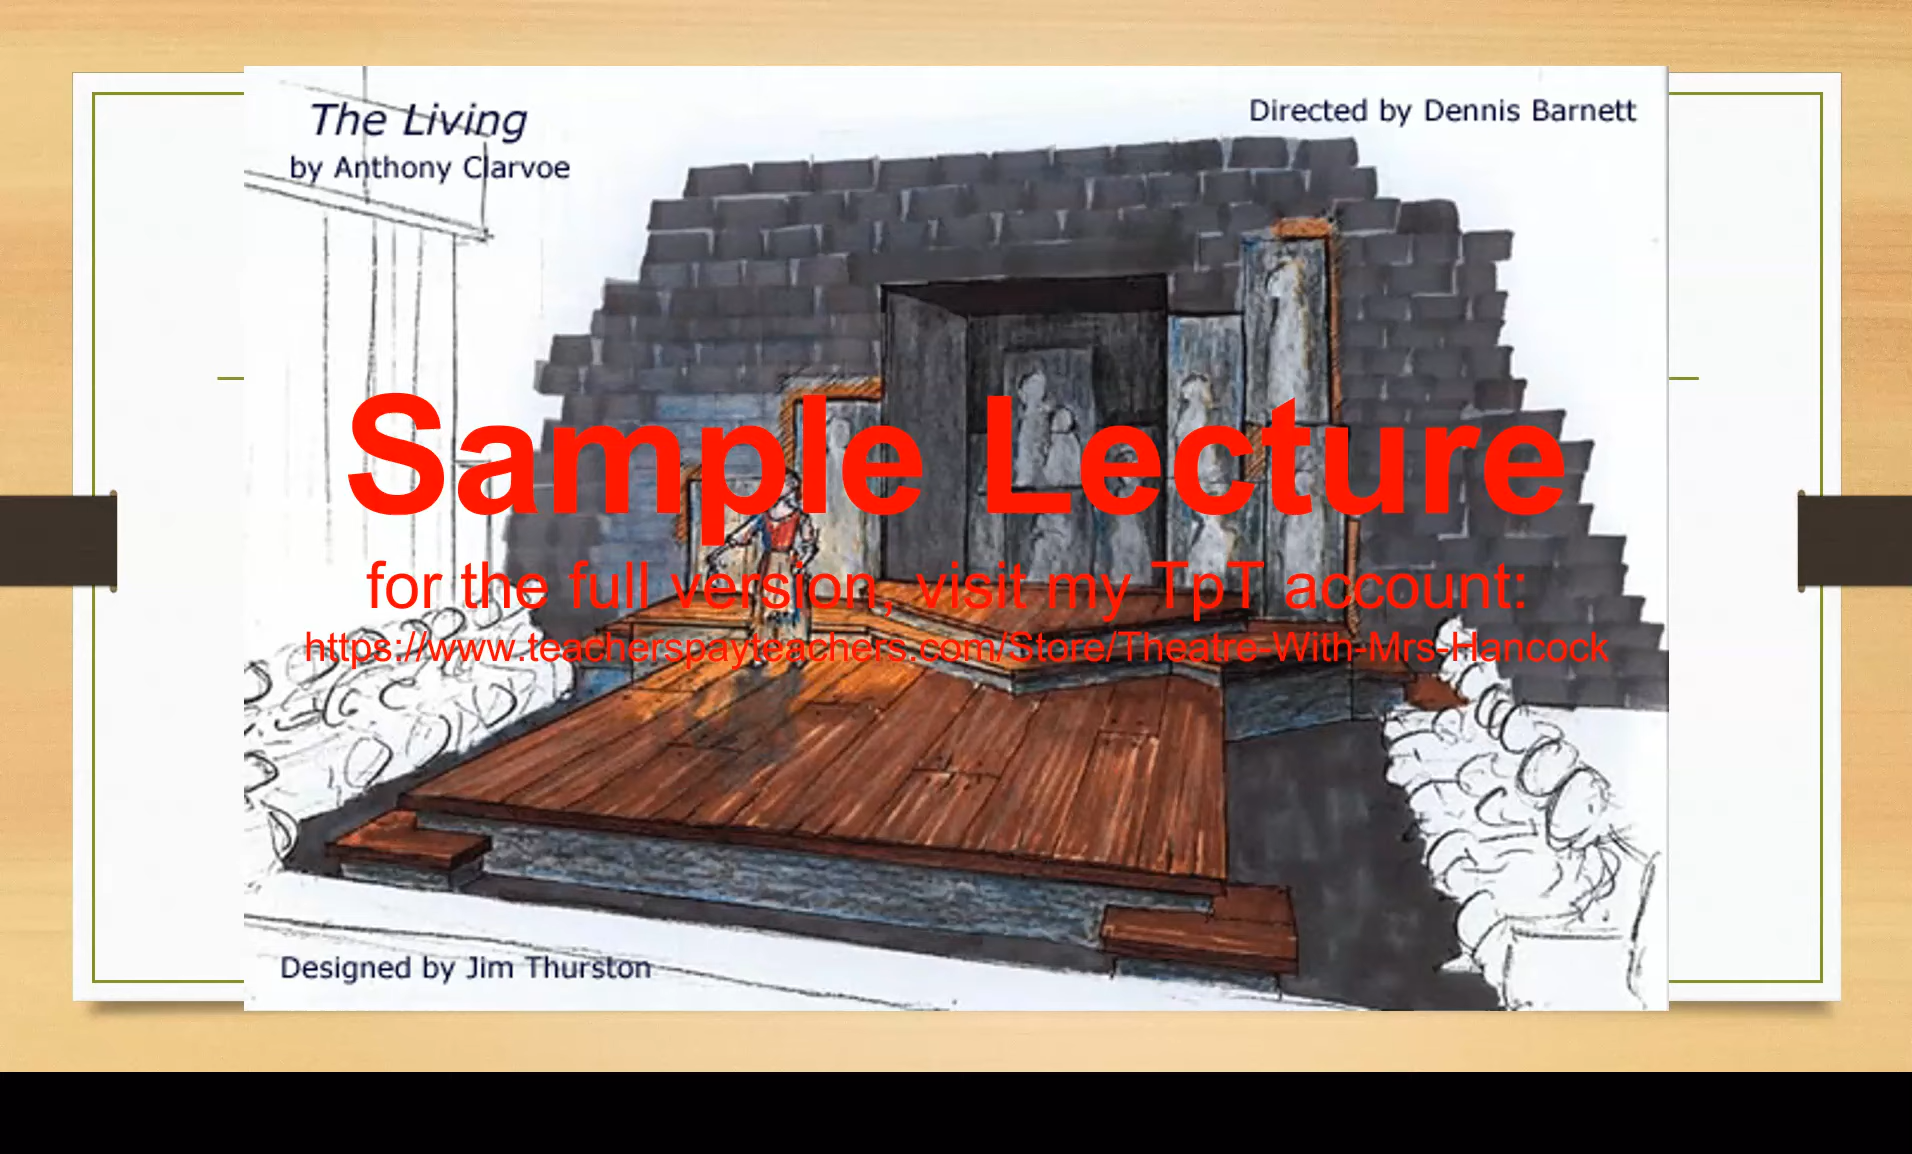 The Living
by Anthony Clarvoe
Directed by Dennis Barnett
Sample Lecture
for the full version, visit my TpT account:
https://www.teacherspayteachers.com/Store/Theatre-With-Mrs-Hancock
Designed by Jim Thurston